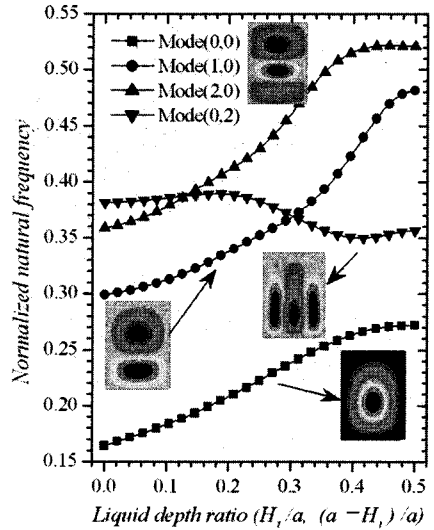 0.55
0.50
0.45
0.40
0.35
0.30
0.25
0.20
0.15
Normalized natural frequency
Mode(0,0)
Mode(1,0)
Mode(2.0)
Mode(0,2)
0.0 0.1 0.2 0.3 0.4 0.5
Liquid depth ratio (H₁/a, (a−H₁)/a)